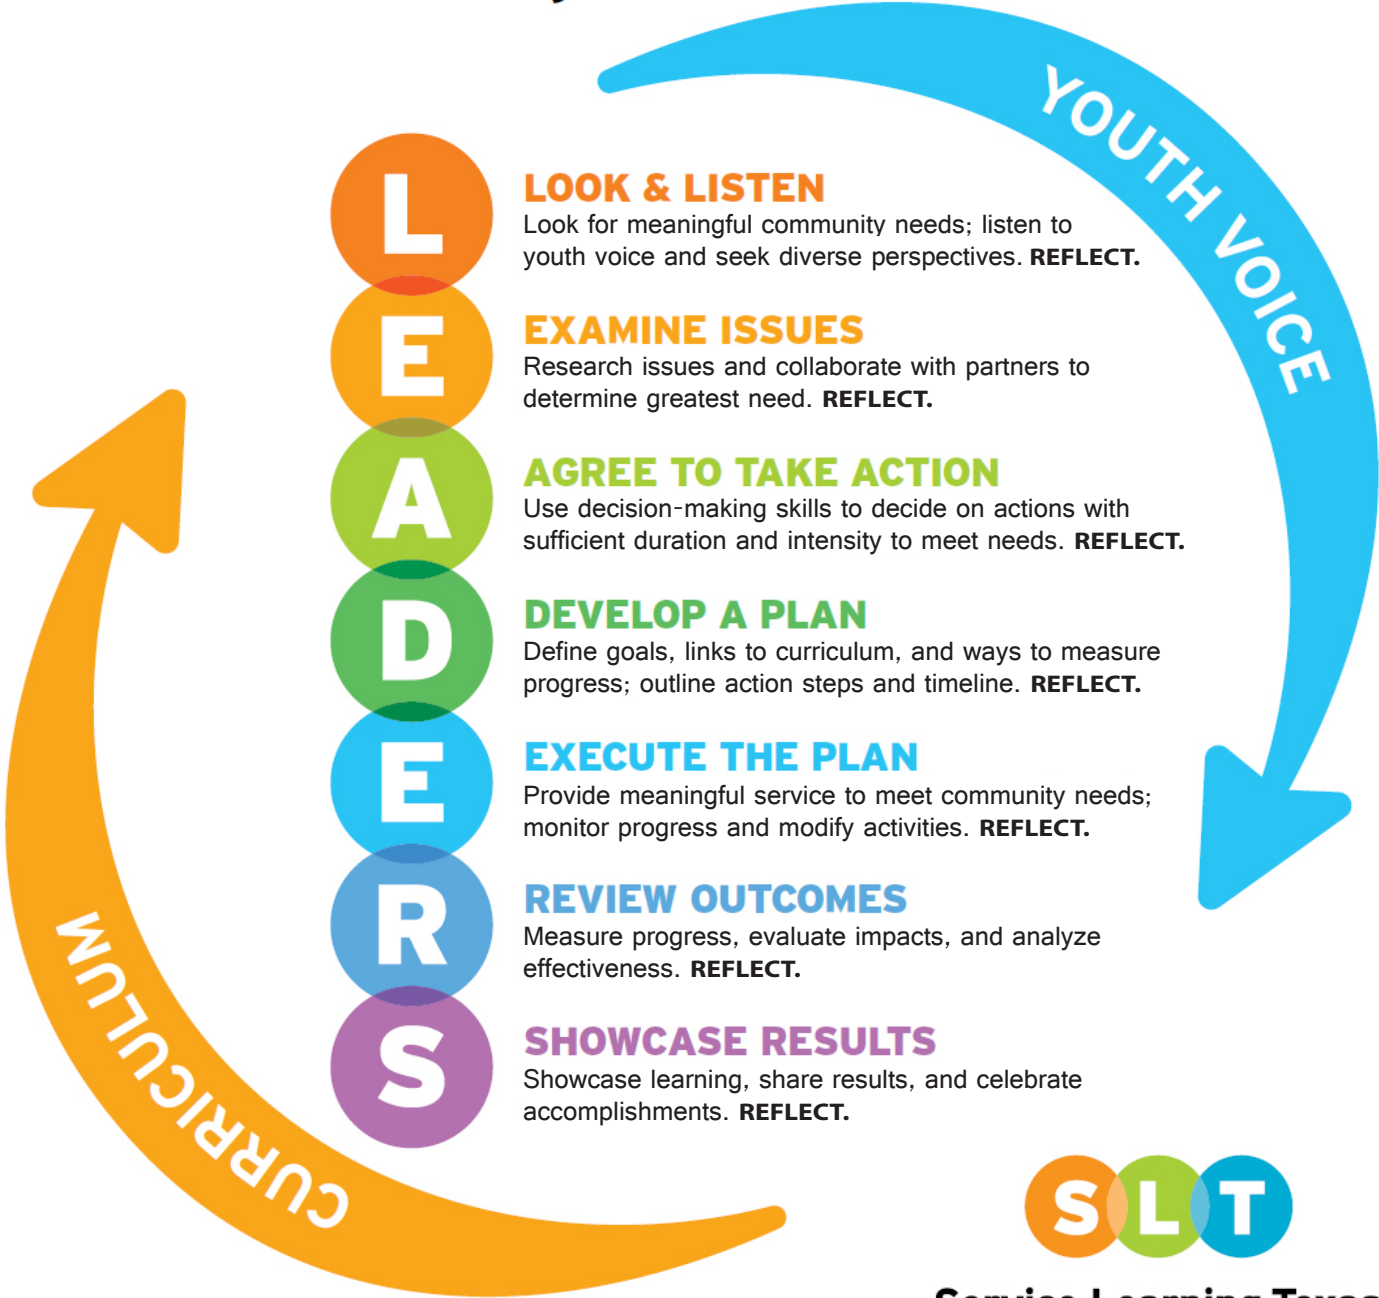 YOUTH VOICE
L
LOOK & LISTEN
Look for meaningful community needs; listen to
youth voice and seek diverse perspectives. REFLECT.
E
EXAMINE ISSUES
Research issues and collaborate with partners to
determine greatest need. REFLECT.
A
AGREE TO TAKE ACTION
Use decision-making skills to decide on actions with
sufficient duration and intensity to meet needs. REFLECT.
D
DEVELOP A PLAN
Define goals, links to curriculum, and ways to measure
progress; outline action steps and timeline. REFLECT.
E
EXECUTE THE PLAN
Provide meaningful service to meet community needs;
monitor progress and modify activities. REFLECT.
R
REVIEW OUTCOMES
Measure progress, evaluate impacts, and analyze
effectiveness. REFLECT.
S
SHOWCASE RESULTS
Showcase learning, share results, and celebrate
accomplishments. REFLECT.
CURRICULUM
SLT
Service Learning Texas